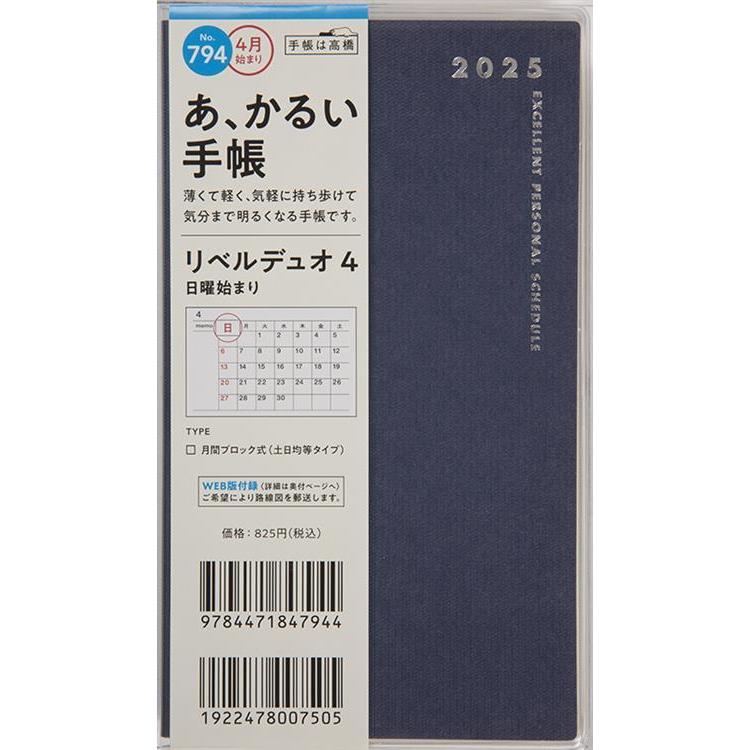 No.
794
4月
始まり
手帳は高橋
あ、かるい
手帳
薄くて軽く、気軽に持ち歩けて
気分まで明るくなる手帳です。
リベルデュオ 4
日曜始まり
4
memo 日 月 火 水 木 金 土
1 2 3 4 5
6 7 8 9 10 11 12
13 14 15 16 17 18 19
20 21 22 23 24 25 26
27 28 29 30
TYPE
□ 月間ブロック式(土日均等タイプ)
WEB版付録〈詳細は奥付ページへ〉
ご希望により路線図を郵送します。
価格：825円(税込)
9784471847944
1922478007505
2025
EXCELLENT PERSONAL SCHEDULE